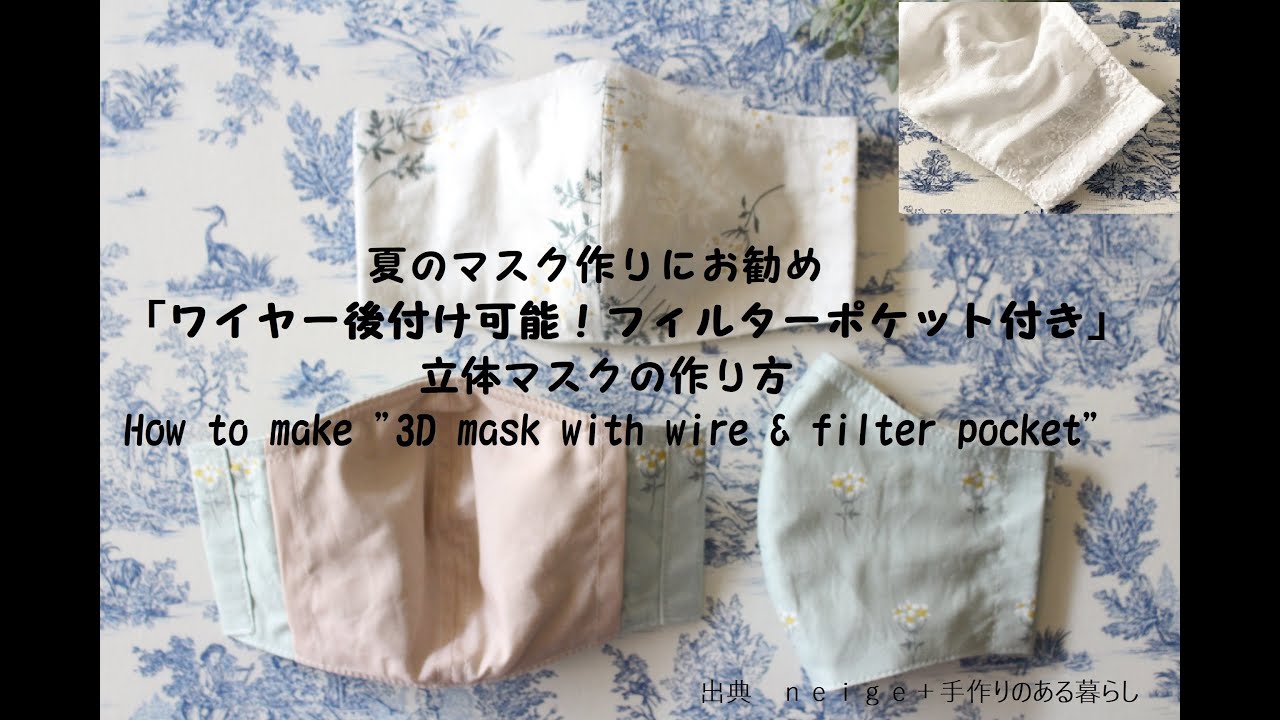 夏のマスク作りにお勧め
「ワイヤー後付け可能！フィルターポケット付き」
立体マスクの作り方
How to make "3D mask with wire & filter pocket"
出典　ｎｅｉｇｅ＋手作りのある暮らし